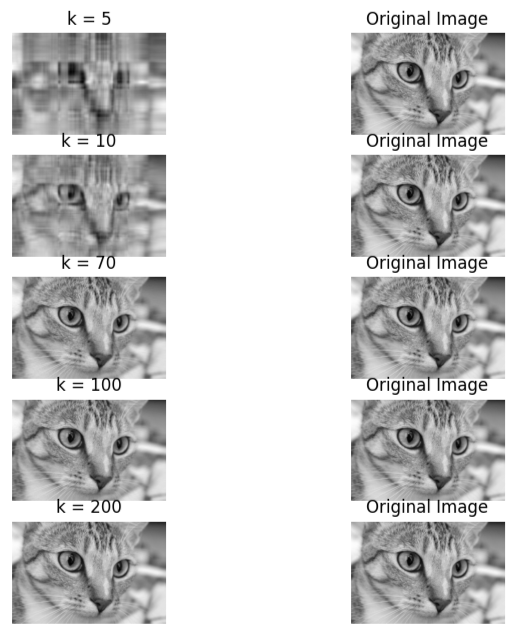 k = 5
Original Image
k = 10
Original Image
k = 70
Original Image
k = 100
Original Image
k = 200
Original Image